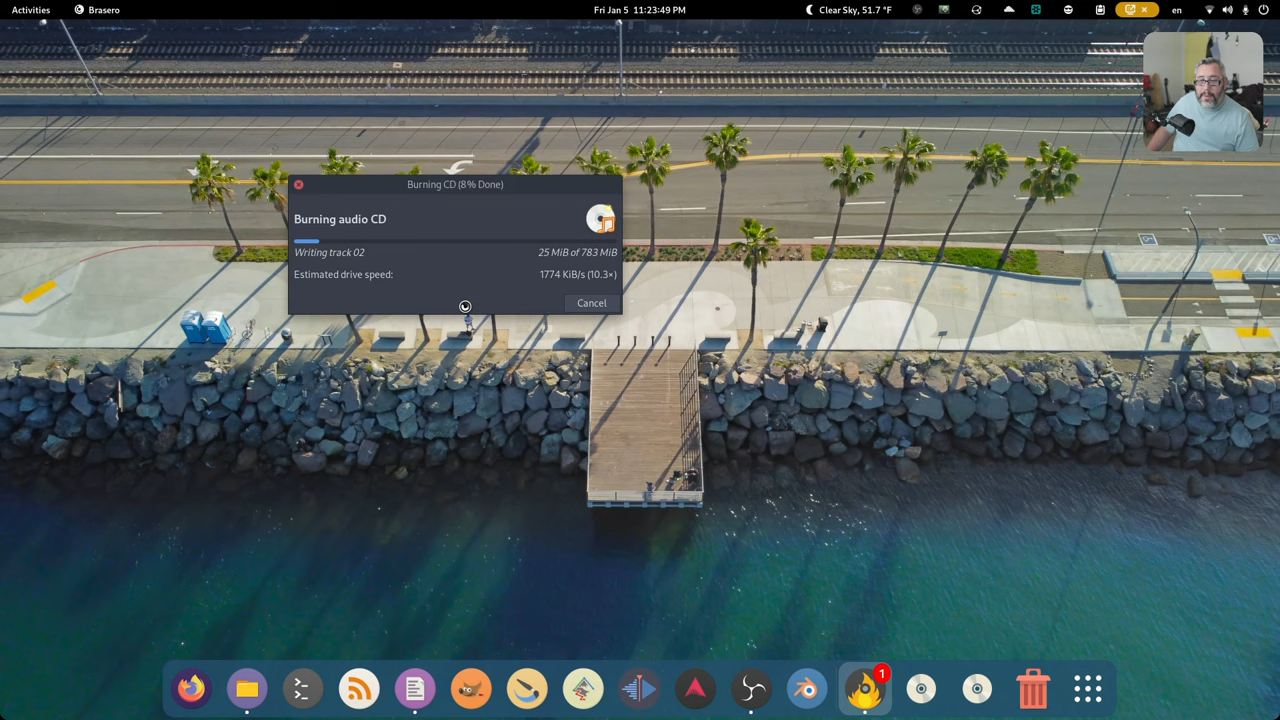 Activities Brasero Fri Jan 5 11:23:49 PM Clear Sky, 51.7 °F en
Burning CD (8% Done)
Burning audio CD
Writing track 02 25 MiB of 783 MiB
Estimated drive speed: 1774 KiB/s (10.3×)
Cancel
1